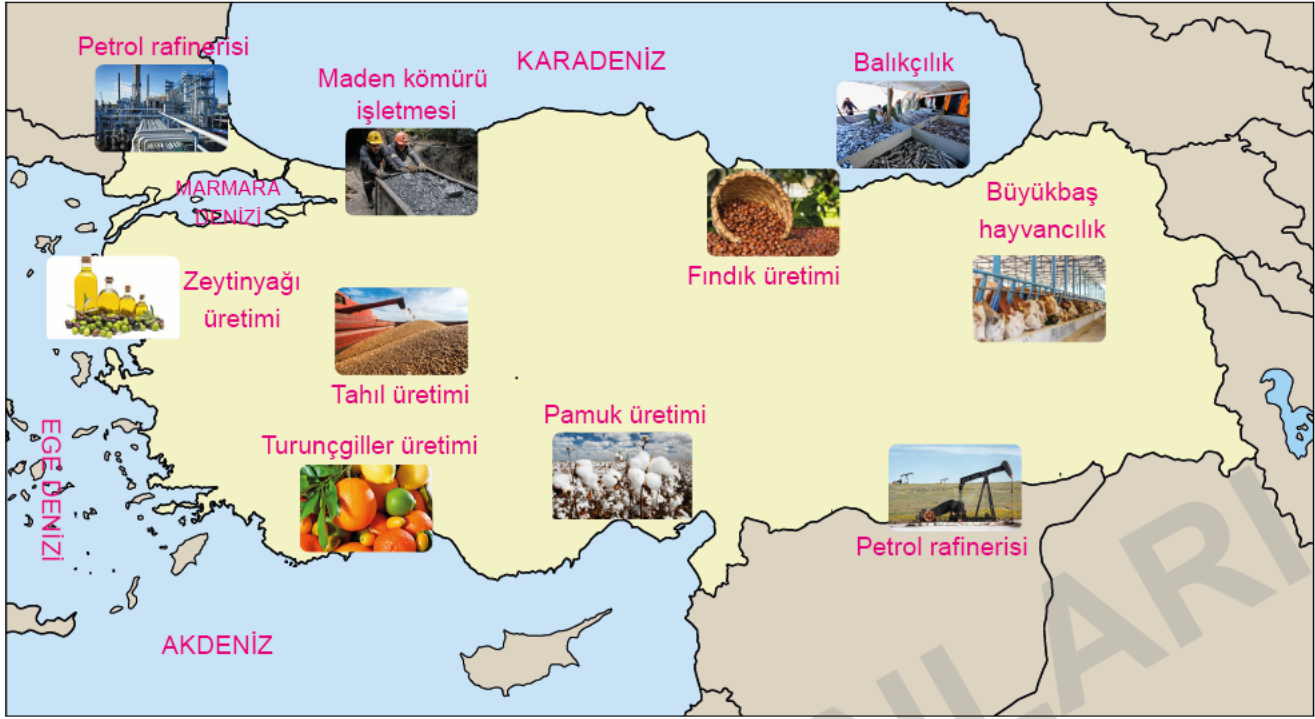 Petrol rafinerisi
Maden kömürü
işletmesi
KARADENİZ
Balıkçılık
MARMARA
DENİZİ
Büyükbaş
hayvancılık
Zeytinyağı
üretimi
Fındık üretimi
Tahıl üretimi
Pamuk üretimi
Turunçgiller üretimi
EGE DENİZİ
Petrol rafinerisi
AKDENİZ
NLARI